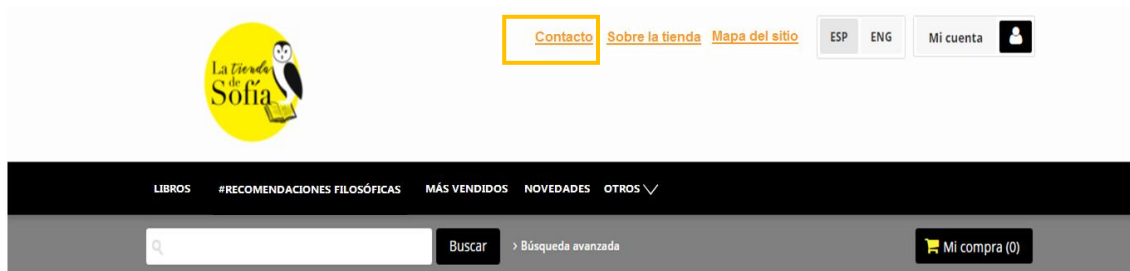 Contacto Sobre la tienda Mapa del sitio ESP ENG Mi cuenta
La tienda
de
Sofía
LIBROS #RECOMENDACIONES FILOSÓFICAS MÁS VENDIDOS NOVEDADES OTROS
Buscar > Búsqueda avanzada Mi compra (0)